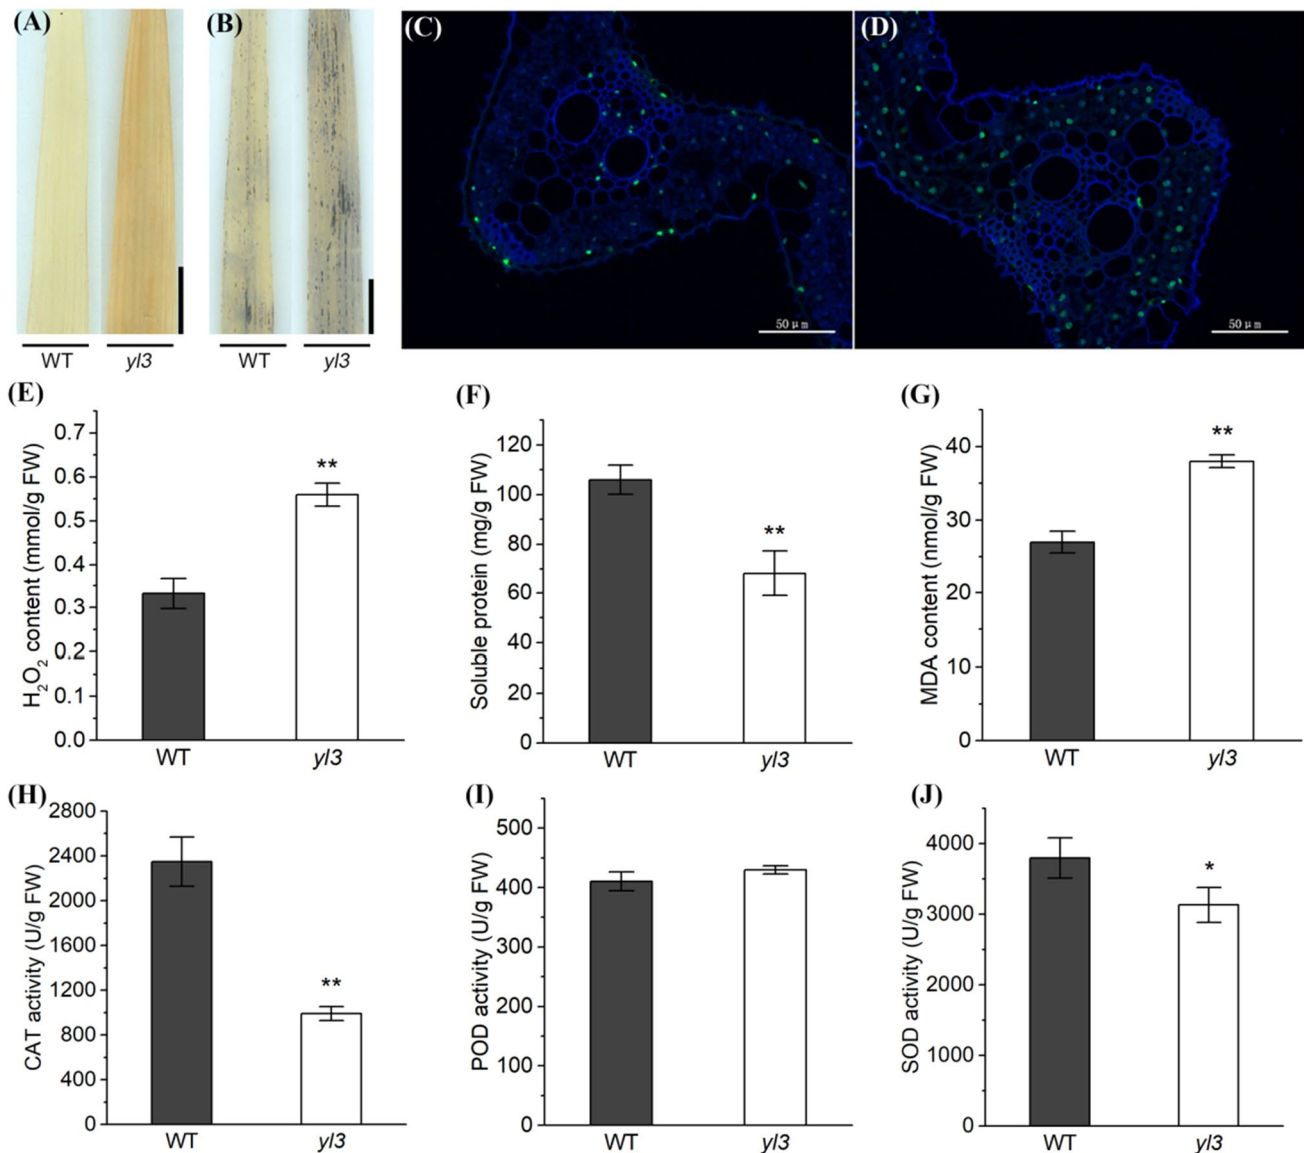 (A)
(B)
(C)
(D)
WT
yl3
WT
yl3
50 μm
50 μm
(E)
H2O2 content (mmol/g FW)
0.7
0.6
0.5
0.4
0.3
0.2
0.1
0.0
**
WT
yl3
(F)
Soluble protein (mg/g FW)
120
100
80
60
40
20
0
**
WT
yl3
(G)
MDA content (nmol/g FW)
40
30
20
10
0
**
WT
yl3
(H)
CAT activity (U/g FW)
2800
2400
2000
1600
1200
800
400
0
**
WT
yl3
(I)
POD activity (U/g FW)
500
400
300
200
100
0
WT
yl3
(J)
SOD activity (U/g FW)
4000
3000
2000
1000
0
*
WT
yl3